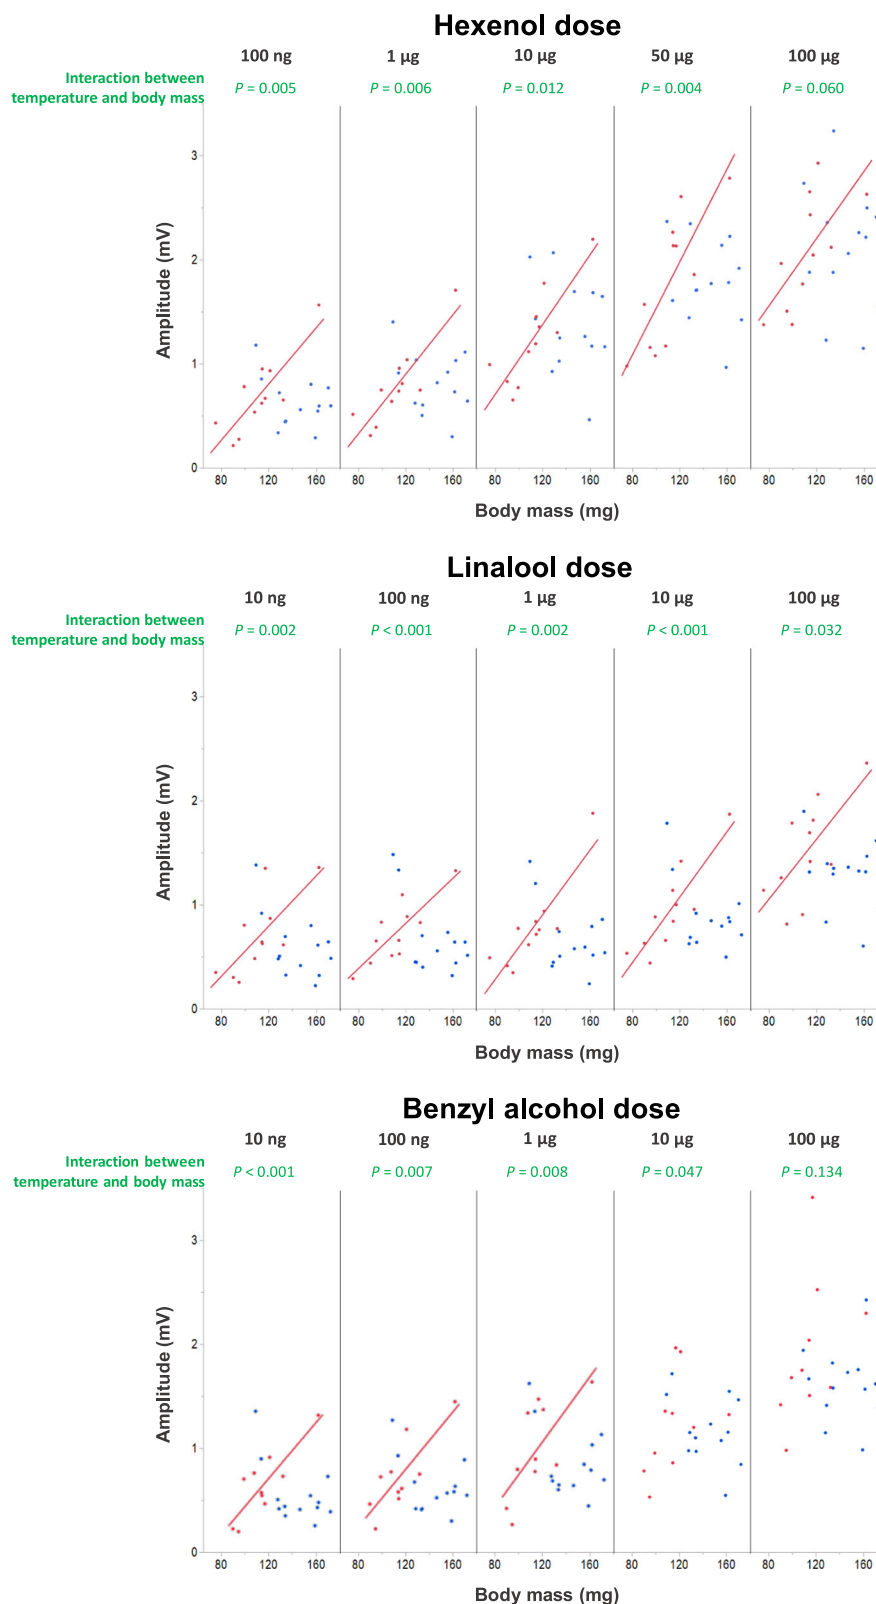 Hexenol dose
100 ng 1 µg 10 µg 50 µg 100 µg
Interaction between
temperature and body mass
P = 0.005 P = 0.006 P = 0.012 P = 0.004 P = 0.060
Amplitude (mV)
3
2
1
0
80 120 160 80 120 160 80 120 160 80 120 160 80 120 160
Body mass (mg)
Linalool dose
10 ng 100 ng 1 µg 10 µg 100 µg
Interaction between
temperature and body mass
P = 0.002 P < 0.001 P = 0.002 P < 0.001 P = 0.032
Amplitude (mV)
3
2
1
0
80 120 160 80 120 160 80 120 160 80 120 160 80 120 160
Body mass (mg)
Benzyl alcohol dose
10 ng 100 ng 1 µg 10 µg 100 µg
Interaction between
temperature and body mass
P < 0.001 P = 0.007 P = 0.008 P = 0.047 P = 0.134
Amplitude (mV)
3
2
1
0
80 120 160 80 120 160 80 120 160 80 120 160 80 120 160
Body mass (mg)